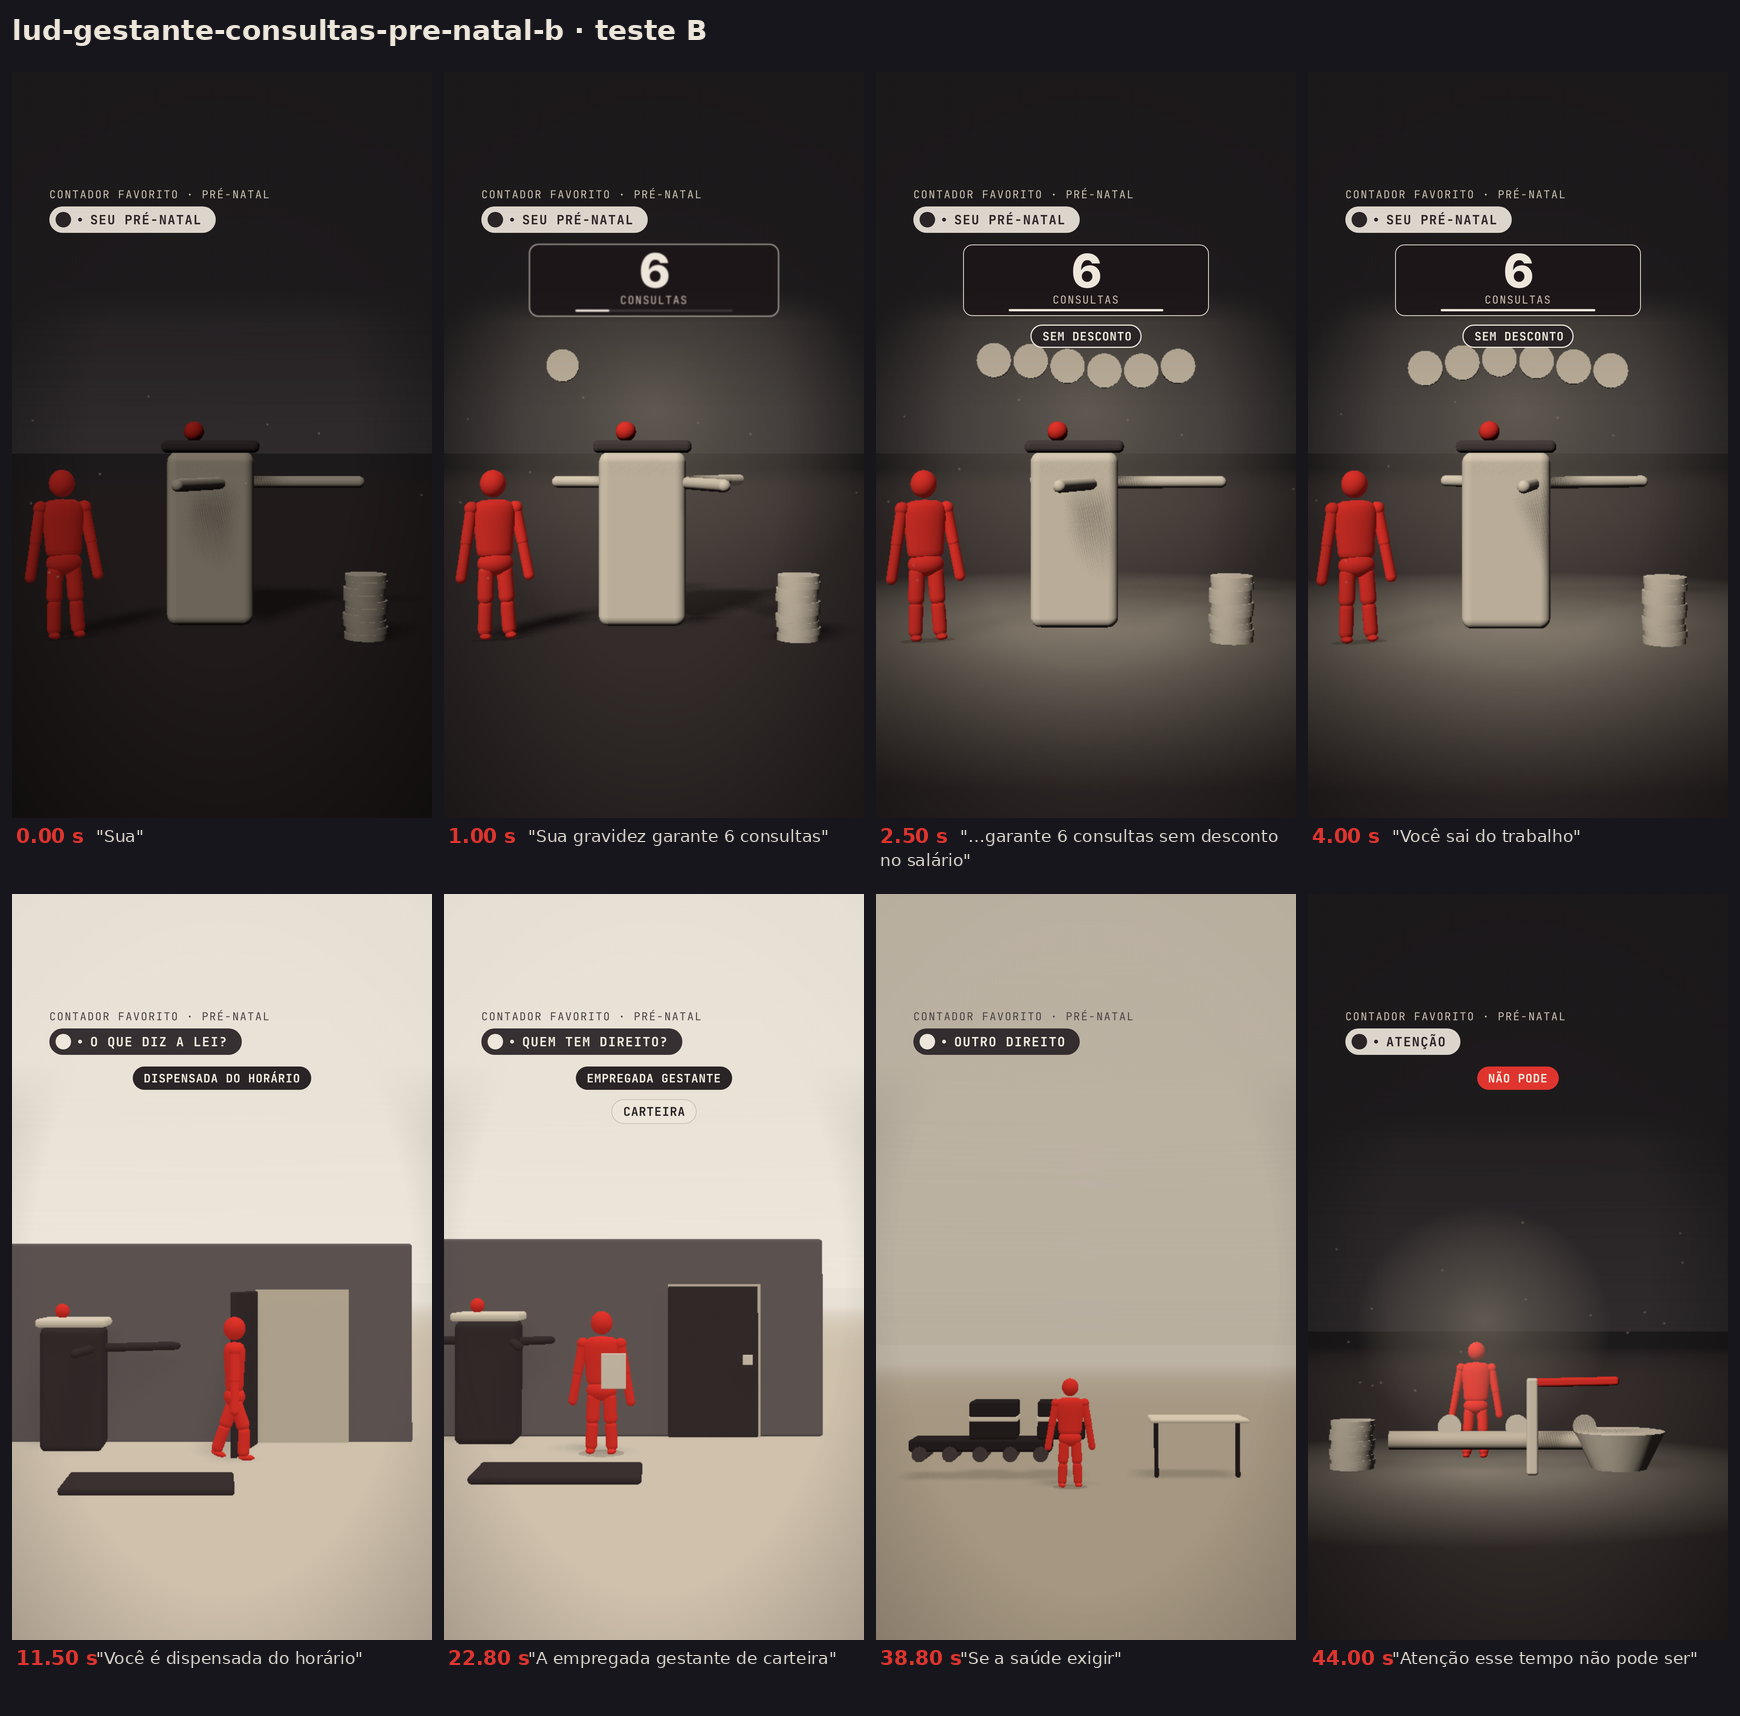 lud-gestante-consultas-pre-natal-b · teste B
CONTADOR FAVORITO · PRÉ-NATAL
• SEU PRÉ-NATAL
0.00 s "Sua"
CONTADOR FAVORITO · PRÉ-NATAL
• SEU PRÉ-NATAL
6
CONSULTAS
1.00 s "Sua gravidez garante 6 consultas"
CONTADOR FAVORITO · PRÉ-NATAL
• SEU PRÉ-NATAL
6
CONSULTAS
SEM DESCONTO
2.50 s "...garante 6 consultas sem desconto
no salário"
CONTADOR FAVORITO · PRÉ-NATAL
• SEU PRÉ-NATAL
6
CONSULTAS
SEM DESCONTO
4.00 s "Você sai do trabalho"
CONTADOR FAVORITO · PRÉ-NATAL
• O QUE DIZ A LEI?
DISPENSADA DO HORÁRIO
11.50 s "Você é dispensada do horário"
CONTADOR FAVORITO · PRÉ-NATAL
• QUEM TEM DIREITO?
EMPREGADA GESTANTE
CARTEIRA
22.80 s "A empregada gestante de carteira"
CONTADOR FAVORITO · PRÉ-NATAL
• OUTRO DIREITO
38.80 s "Se a saúde exigir"
CONTADOR FAVORITO · PRÉ-NATAL
• ATENÇÃO
NÃO PODE
44.00 s "Atenção esse tempo não pode ser"